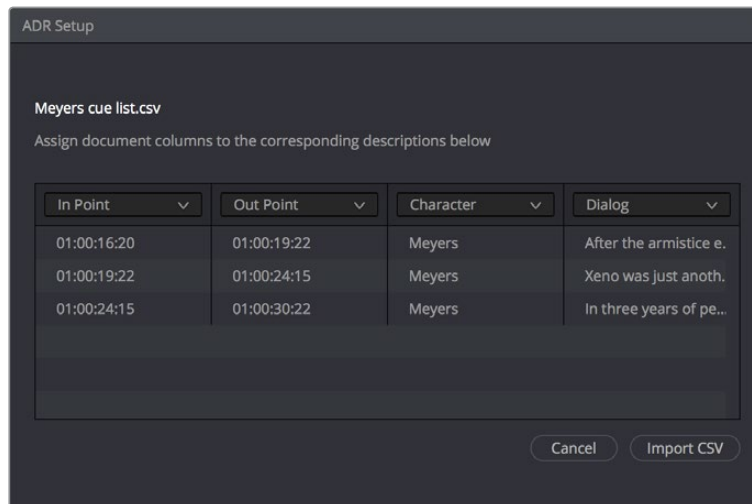 ADR Setup
Meyers cue list.csv
Assign document columns to the corresponding descriptions below
In Point Out Point Character Dialog
01:00:16:20 01:00:19:22 Meyers After the armistice e.
01:00:19:22 01:00:24:15 Meyers Xeno was just anoth.
01:00:24:15 01:00:30:22 Meyers In three years of pe...
Cancel Import CSV